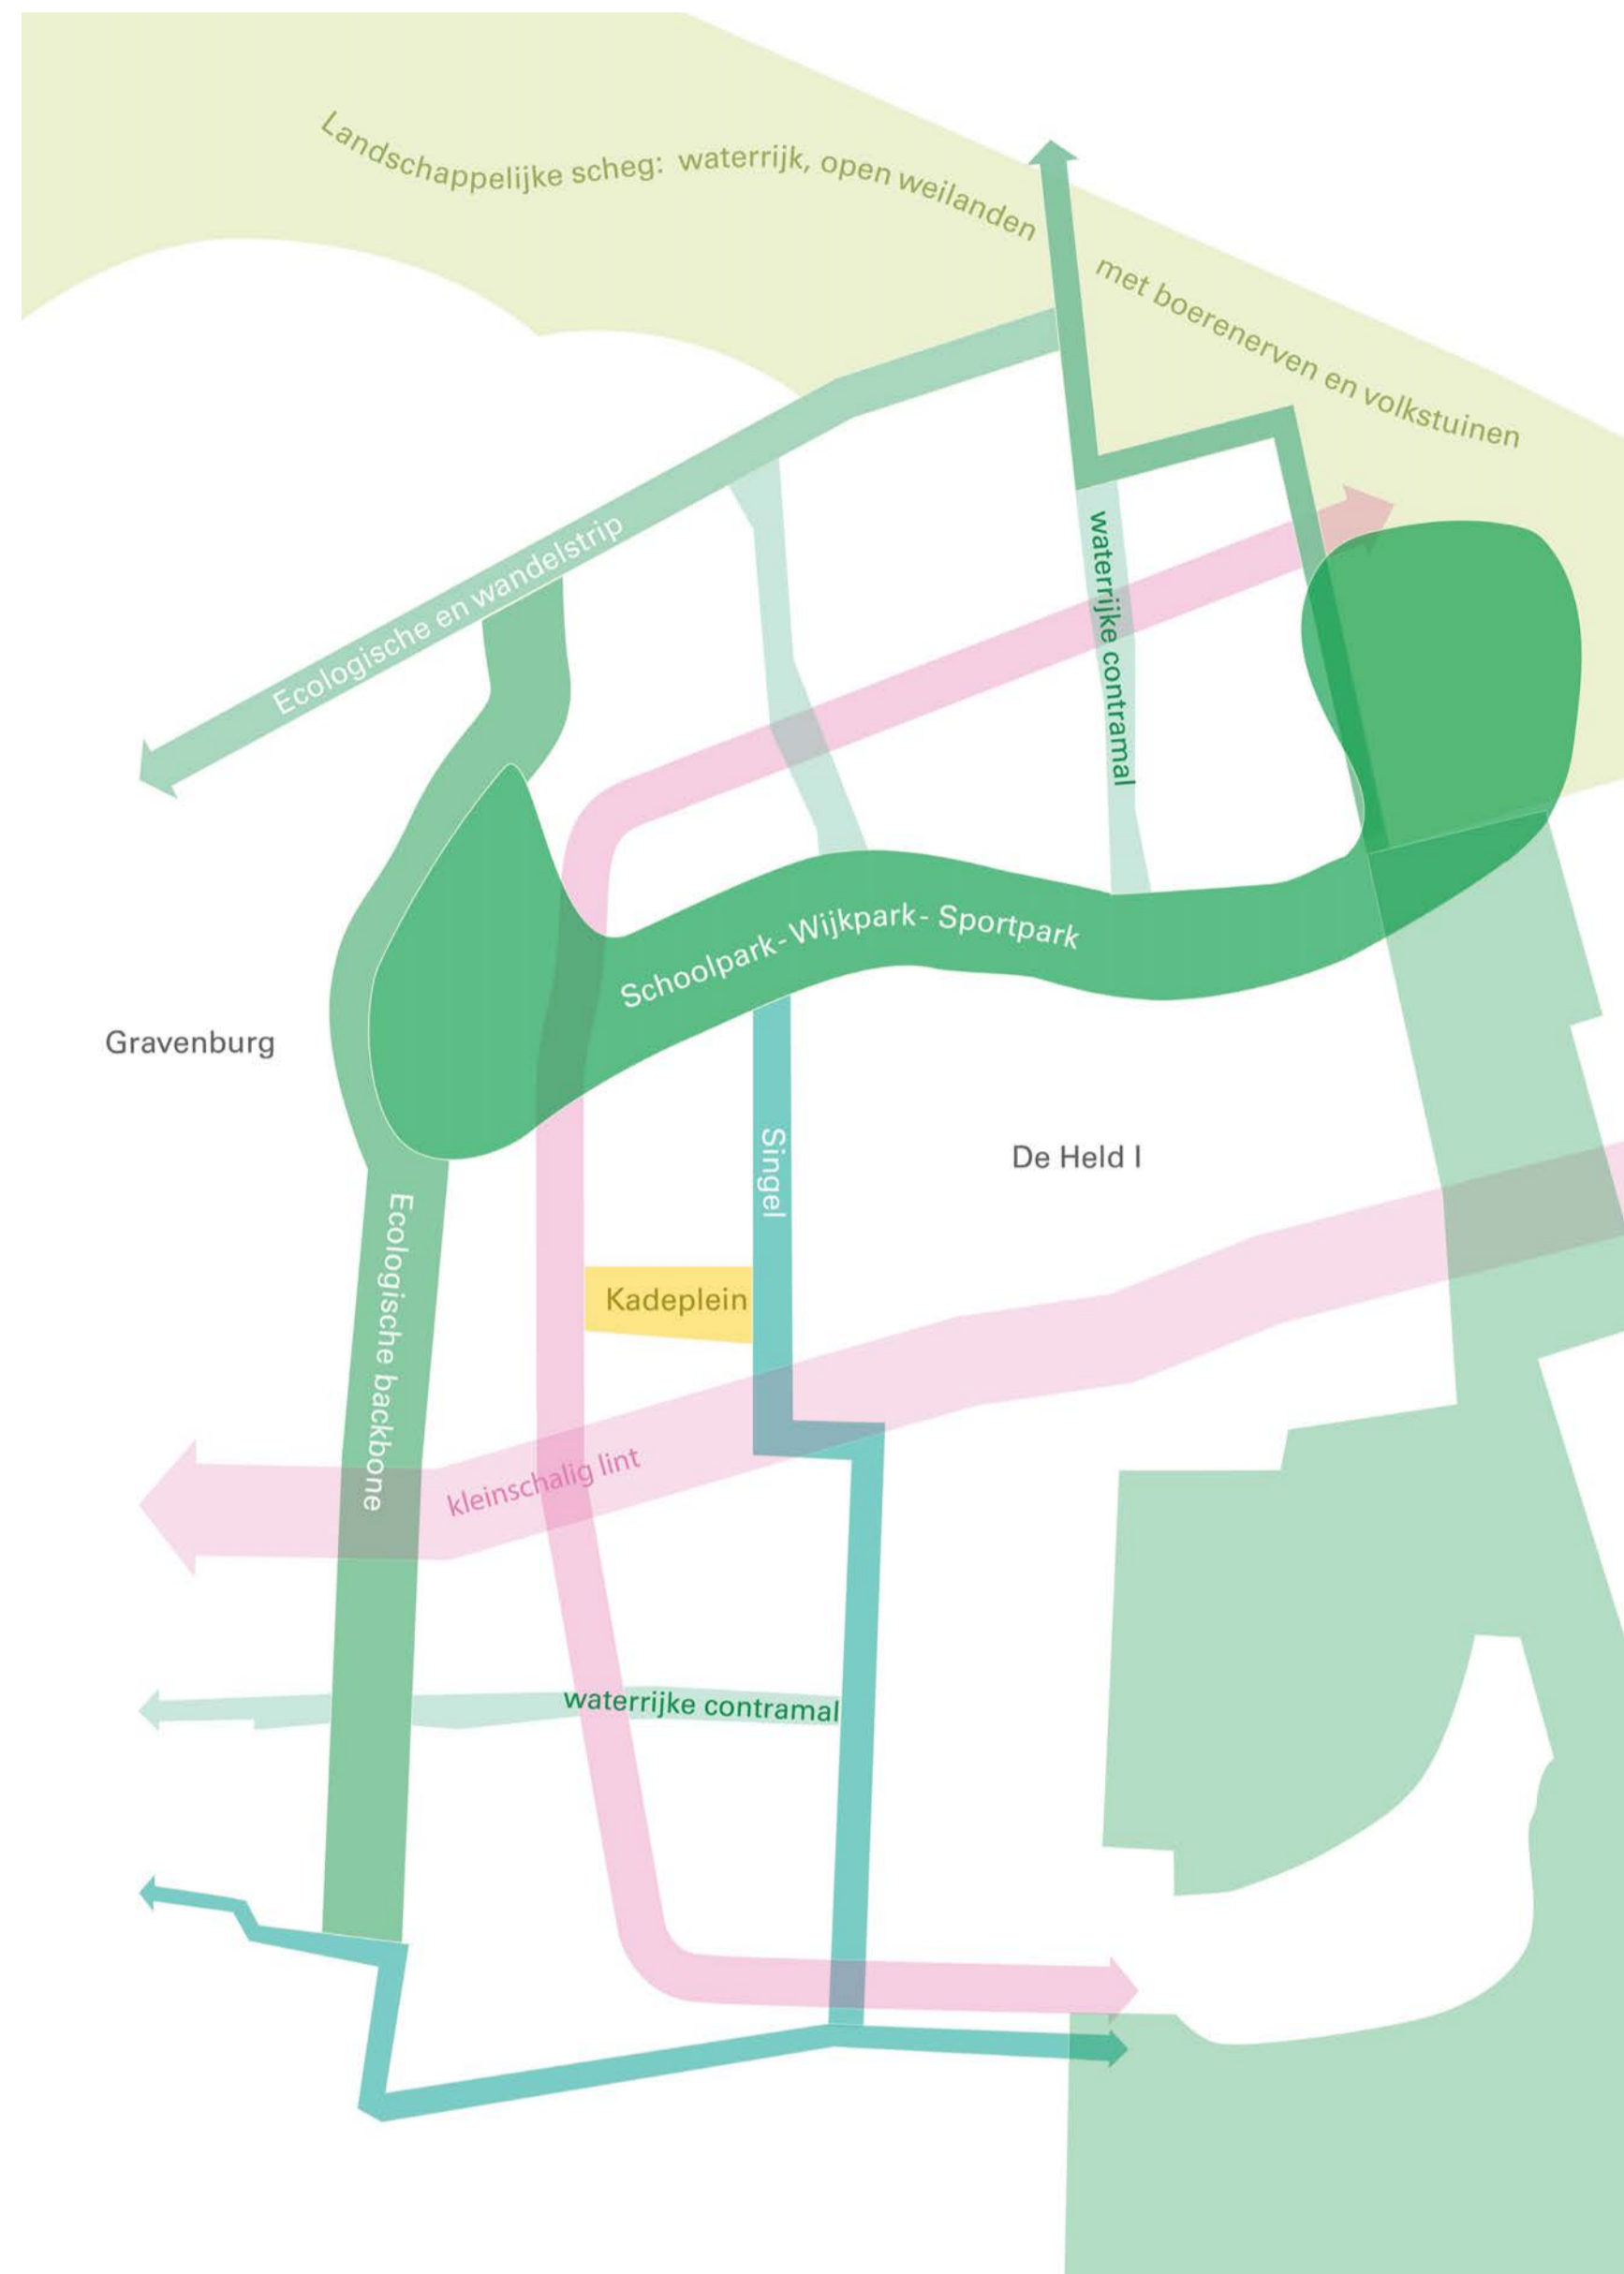 Landschappelijke scheg: waterrijk, open weilanden
met boerenerven en volkstuinen
Ecologische en wandelstrip
waterrijke contramal
Schoolpark - Wijkpark - Sportpark
Gravenburg
De Held I
Singel
Ecologische backbone
Kadeplein
kleinschalig lint
waterrijke contramal